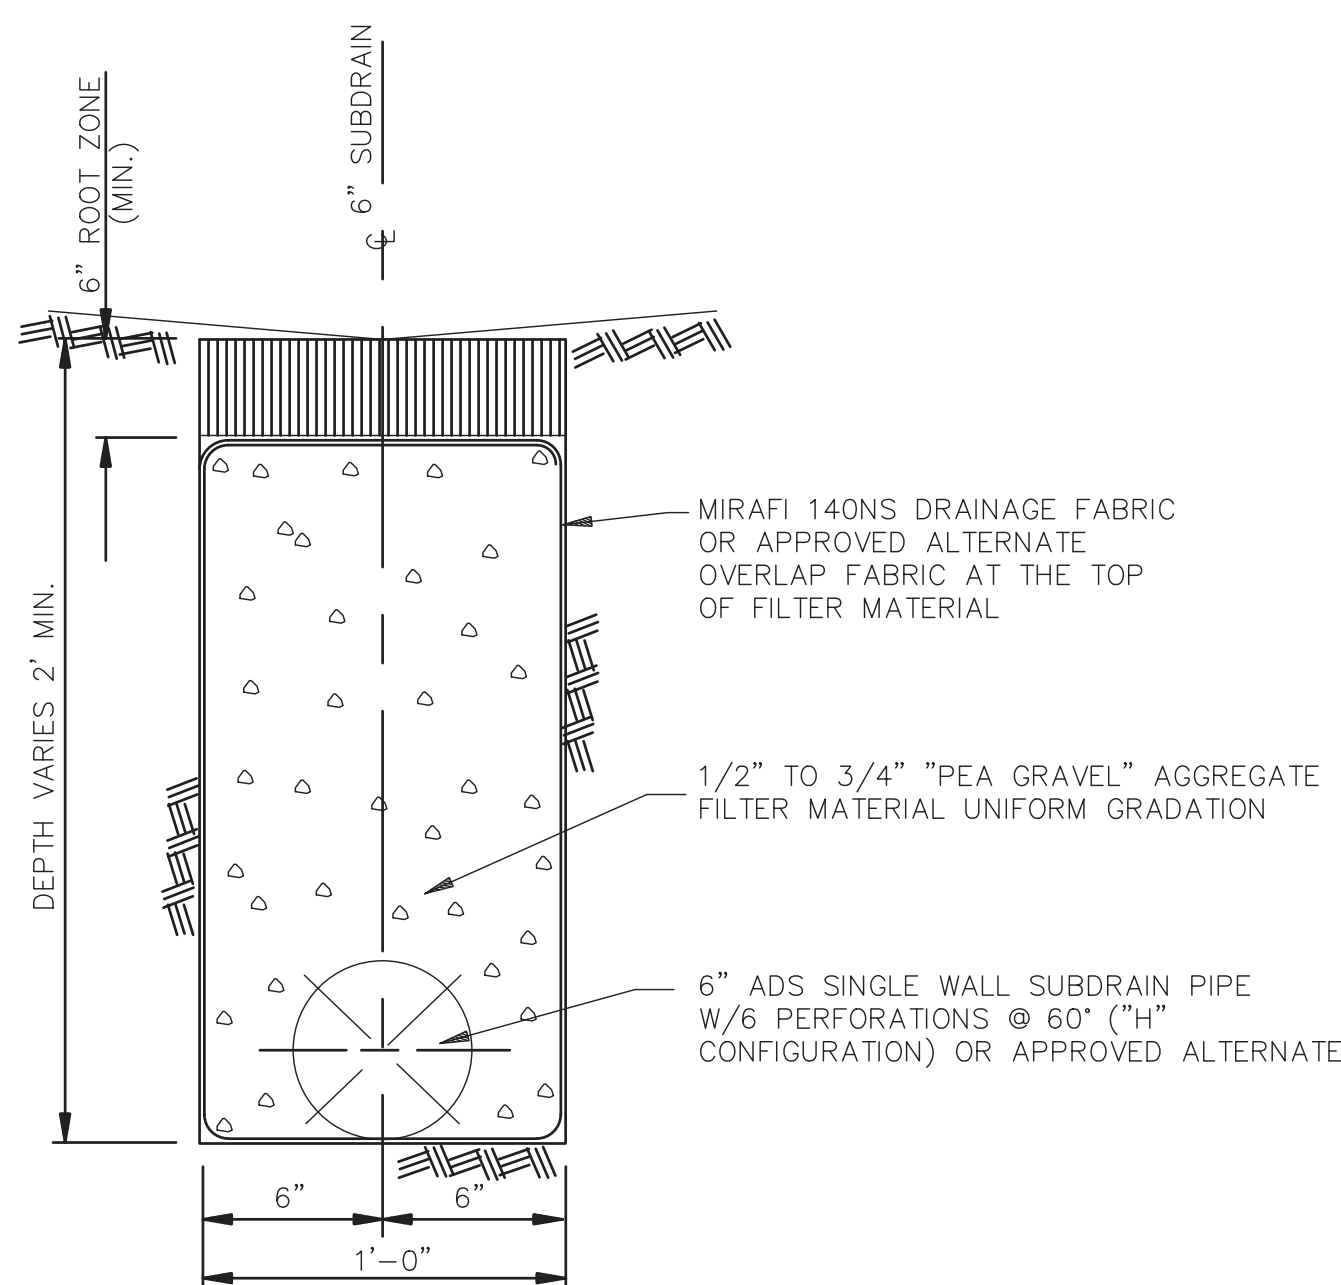 6” SUBDRAIN
℄
6” ROOT ZONE
(MIN.)
DEPTH VARIES 2’ MIN.
MIRAFI 140NS DRAINAGE FABRIC
OR APPROVED ALTERNATE
OVERLAP FABRIC AT THE TOP
OF FILTER MATERIAL
1/2” TO 3/4” ”PEA GRAVEL” AGGREGATE
FILTER MATERIAL UNIFORM GRADATION
6” ADS SINGLE WALL SUBDRAIN PIPE
W/6 PERFORATIONS @ 60° (”H”
CONFIGURATION) OR APPROVED ALTERNATE
6” 6”
1’-0”